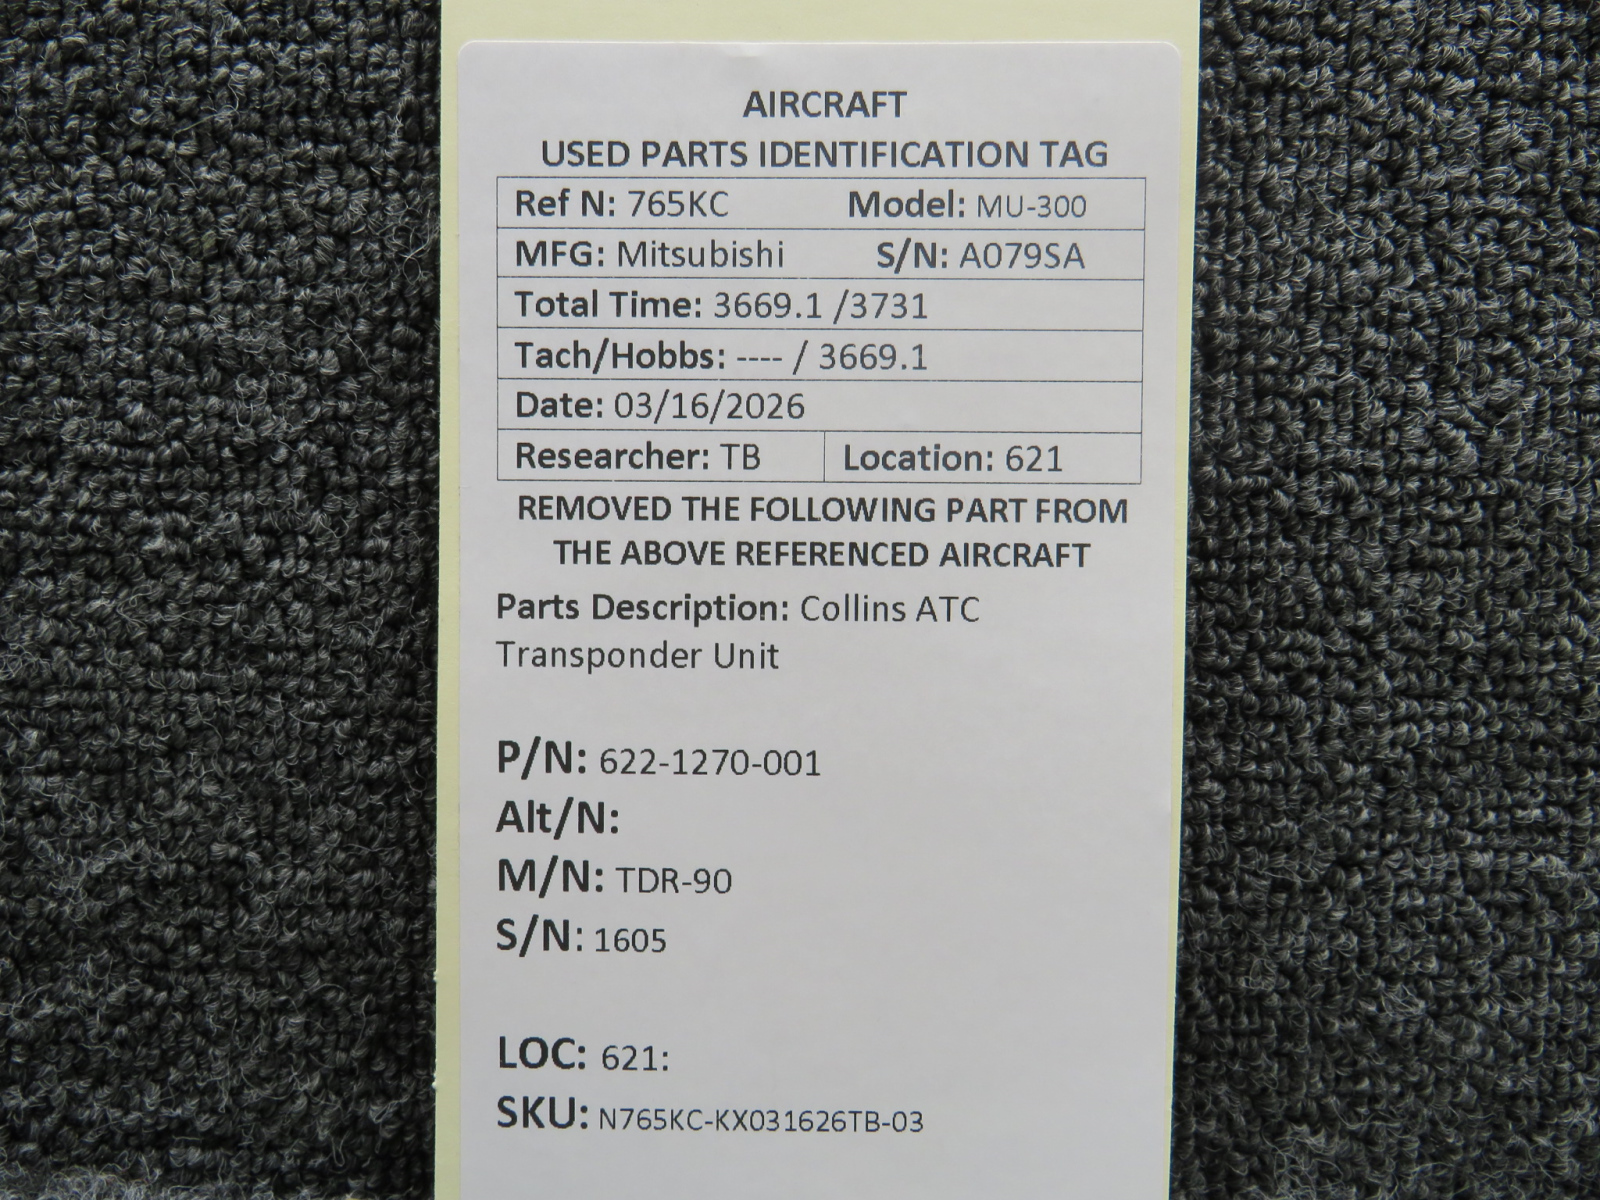 AIRCRAFT
USED PARTS IDENTIFICATION TAG
Ref N: 765KC Model: MU-300
MFG: Mitsubishi S/N: A079SA
Total Time: 3669.1 /3731
Tach/Hobbs: ---- / 3669.1
Date: 03/16/2026
Researcher: TB Location: 621
REMOVED THE FOLLOWING PART FROM
THE ABOVE REFERENCED AIRCRAFT
Parts Description: Collins ATC
Transponder Unit
P/N: 622-1270-001
Alt/N:
M/N: TDR-90
S/N: 1605
LOC: 621:
SKU: N765KC-KX031626TB-03